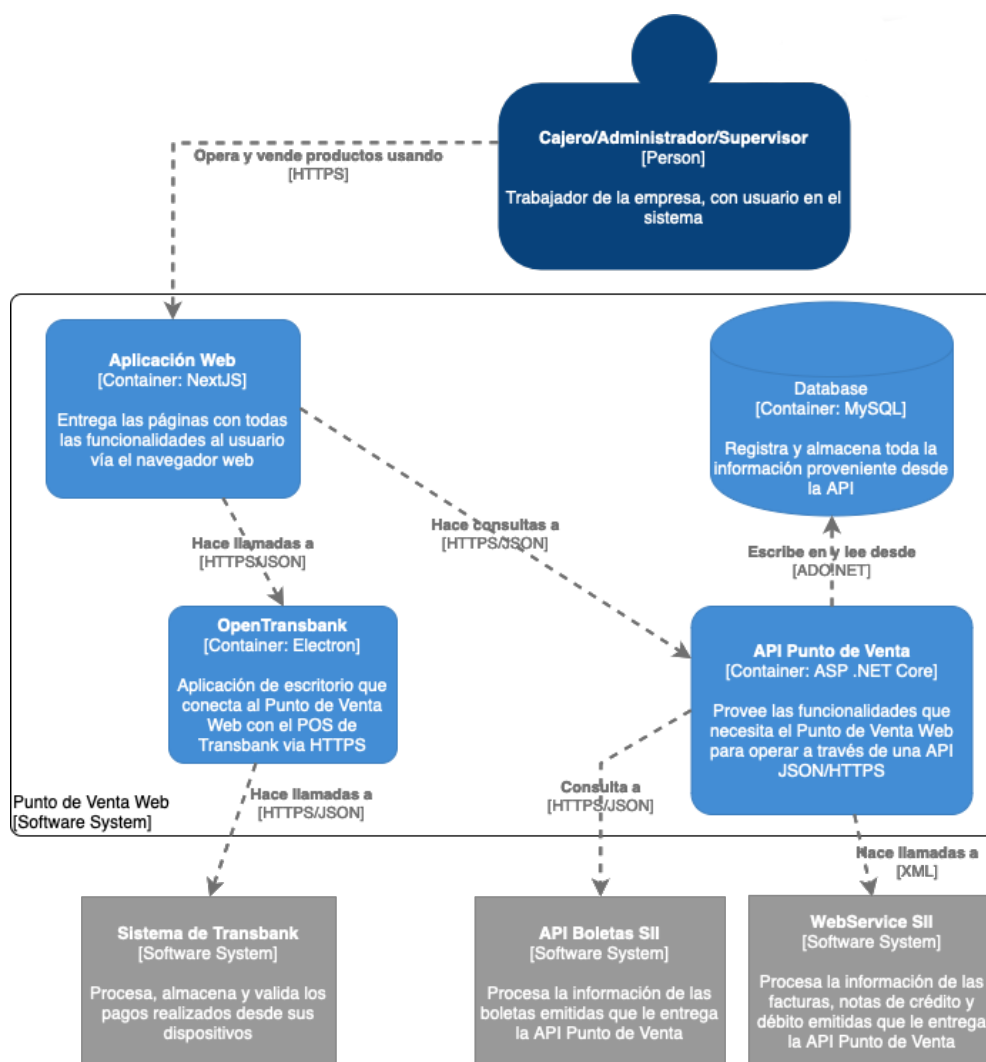 Cajero/Administrador/Supervisor
[Person]
Trabajador de la empresa, con usuario en el
sistema
Opera y vende productos usando
[HTTPS]
Aplicación Web
[Container: NextJS]
Entrega las páginas con todas
las funcionalidades al usuario
vía el navegador web
Database
[Container: MySQL]
Registra y almacena toda la
información proveniente desde
la API
Hace llamadas a
[HTTPS/JSON]
Hace consultas a
[HTTPS/JSON]
Escribe en y lee desde
[ADO.NET]
OpenTransbank
[Container: Electron]
Aplicación de escritorio que
conecta al Punto de Venta
Web con el POS de
Transbank via HTTPS
API Punto de Venta
[Container: ASP .NET Core]
Provee las funcionalidades que
necesita el Punto de Venta Web
para operar a través de una API
JSON/HTTPS
Punto de Venta Web
[Software System]
Hace llamadas a
[HTTPS/JSON]
Consulta a
[HTTPS/JSON]
Hace llamadas a
[XML]
Sistema de Transbank
[Software System]
Procesa, almacena y valida los
pagos realizados desde sus
dispositivos
API Boletas SII
[Software System]
Procesa la información de las
boletas emitidas que le entrega
la API Punto de Venta
WebService SII
[Software System]
Procesa la información de las
facturas, notas de crédito y
débito emitidas que le entrega
la API Punto de Venta